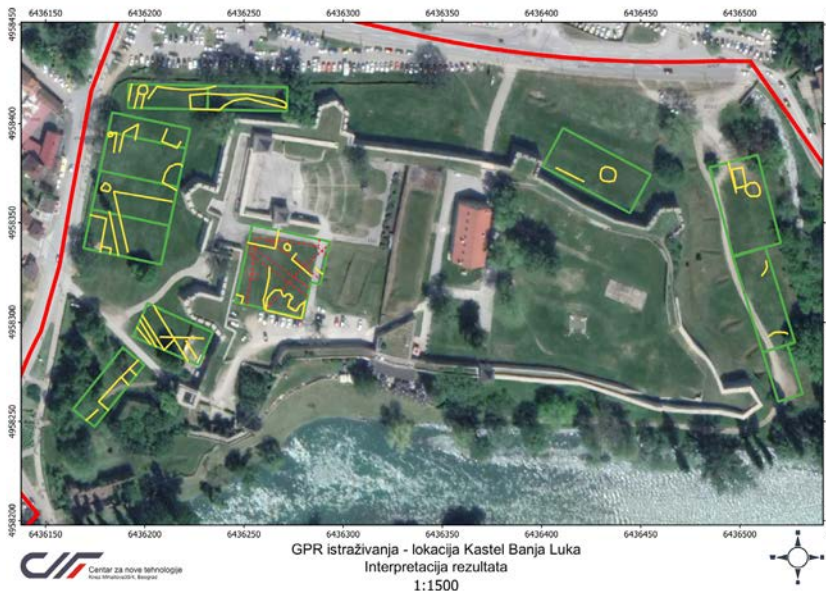 6436150 6436200 6436250 6436300 6436350 6436400 6436450 6436500
4958450
4958400
4958350
4958300
4958250
4958200
6436150 6436200 6436250 6436300 6436350 6436400 6436450 6436500
GPR istraživanja - lokacija Kastel Banja Luka
Interpretacija rezultata
1:1500
Centar za nove tehnologije